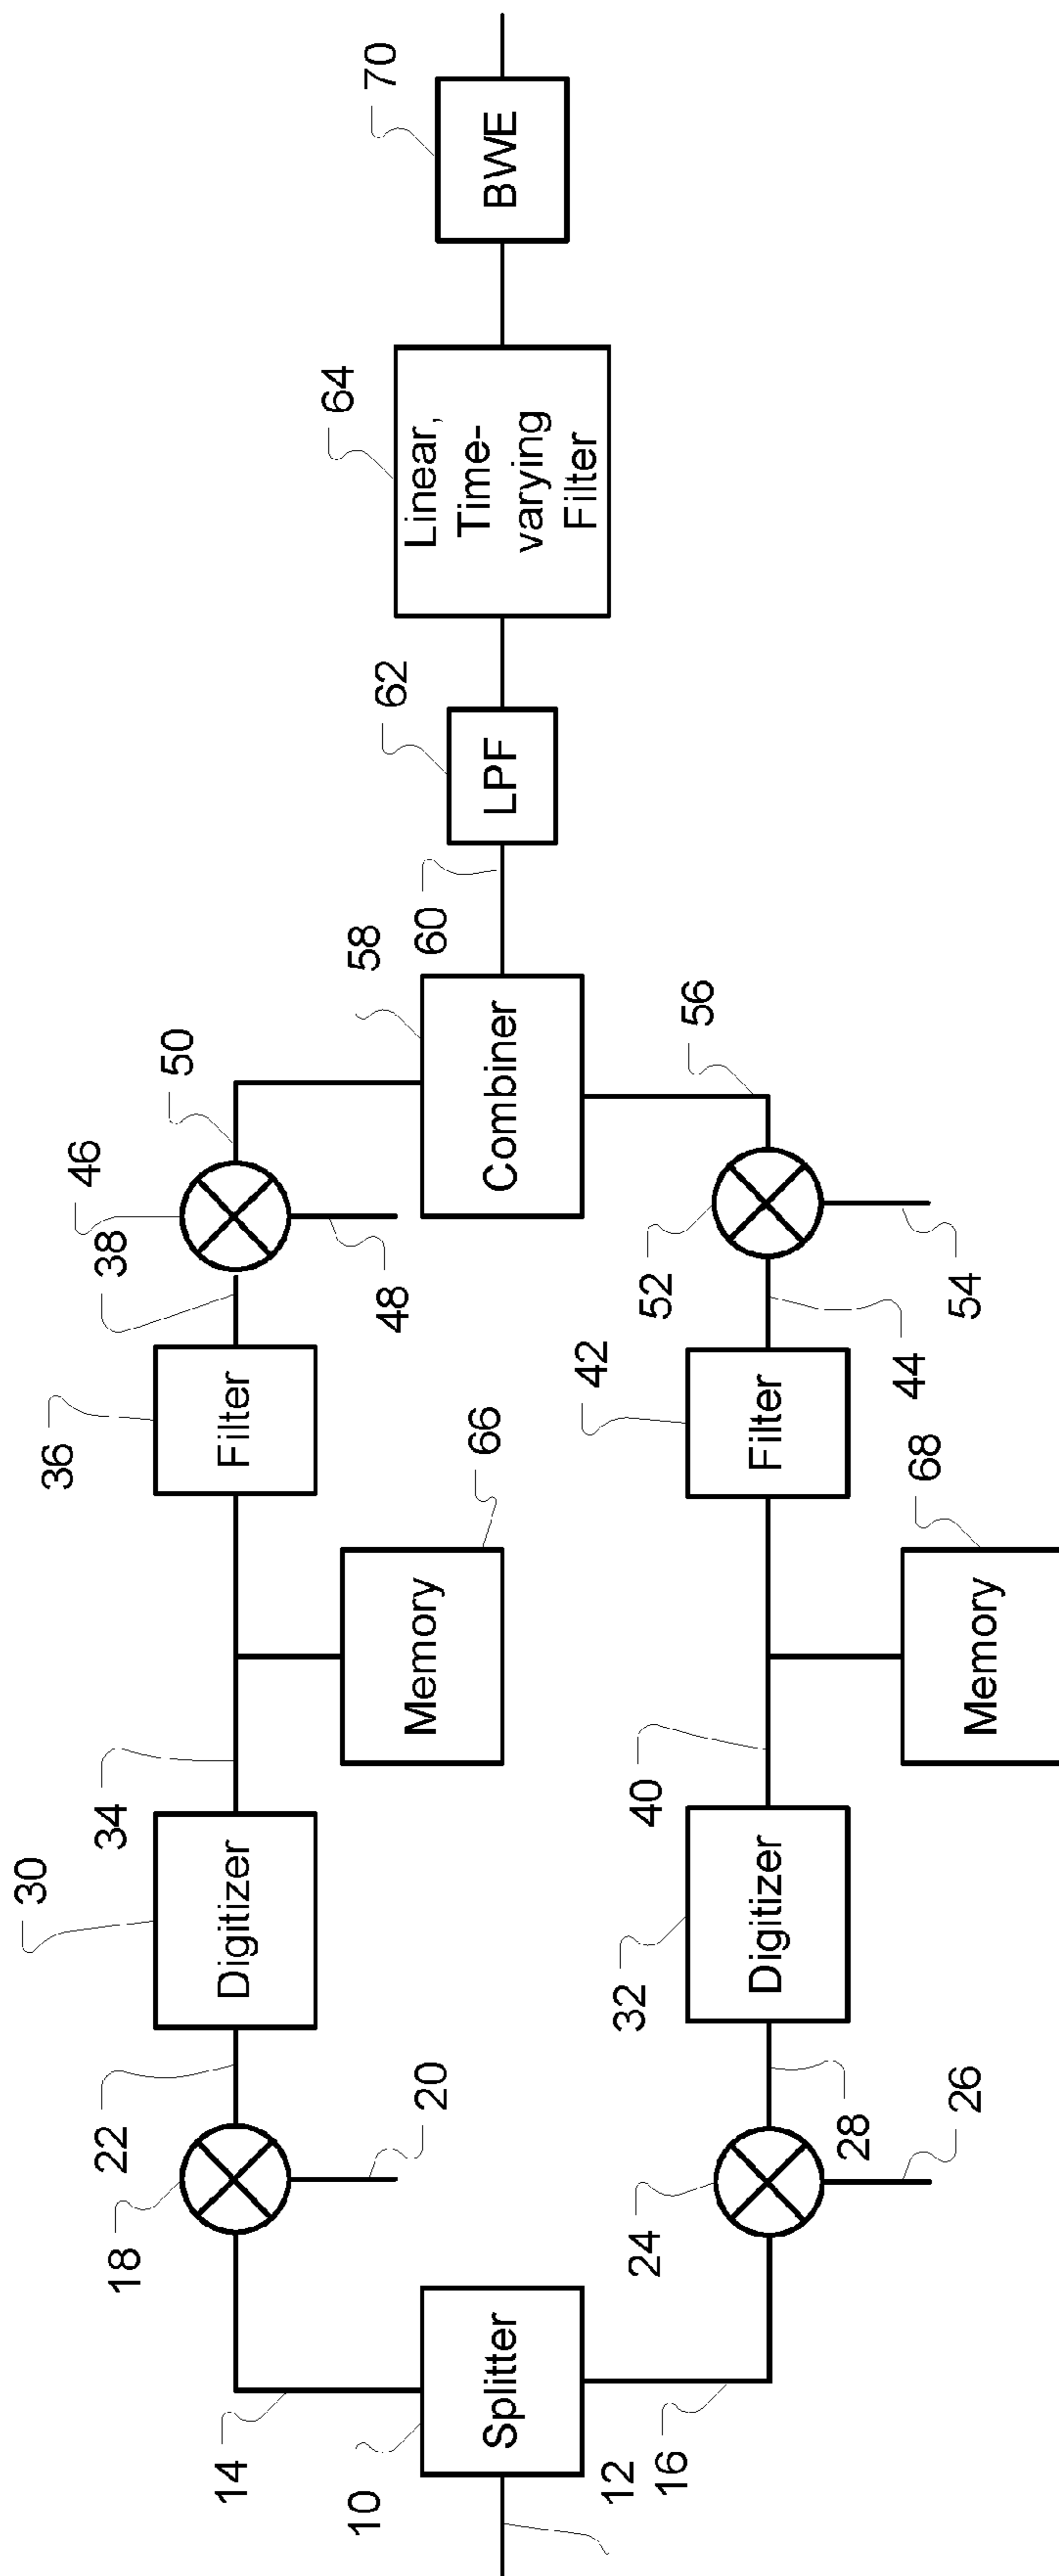 30
34
36
38
46
50
22
Digitizer
Filter
18
14
20
66
48
58
60
62
64
70
Memory
10
Splitter
Combiner
LPF
Linear,
Time-
varying
Filter
BWE
12
16
24
32
40
42
52
56
Digitizer
Filter
28
26
68
44
54
Memory